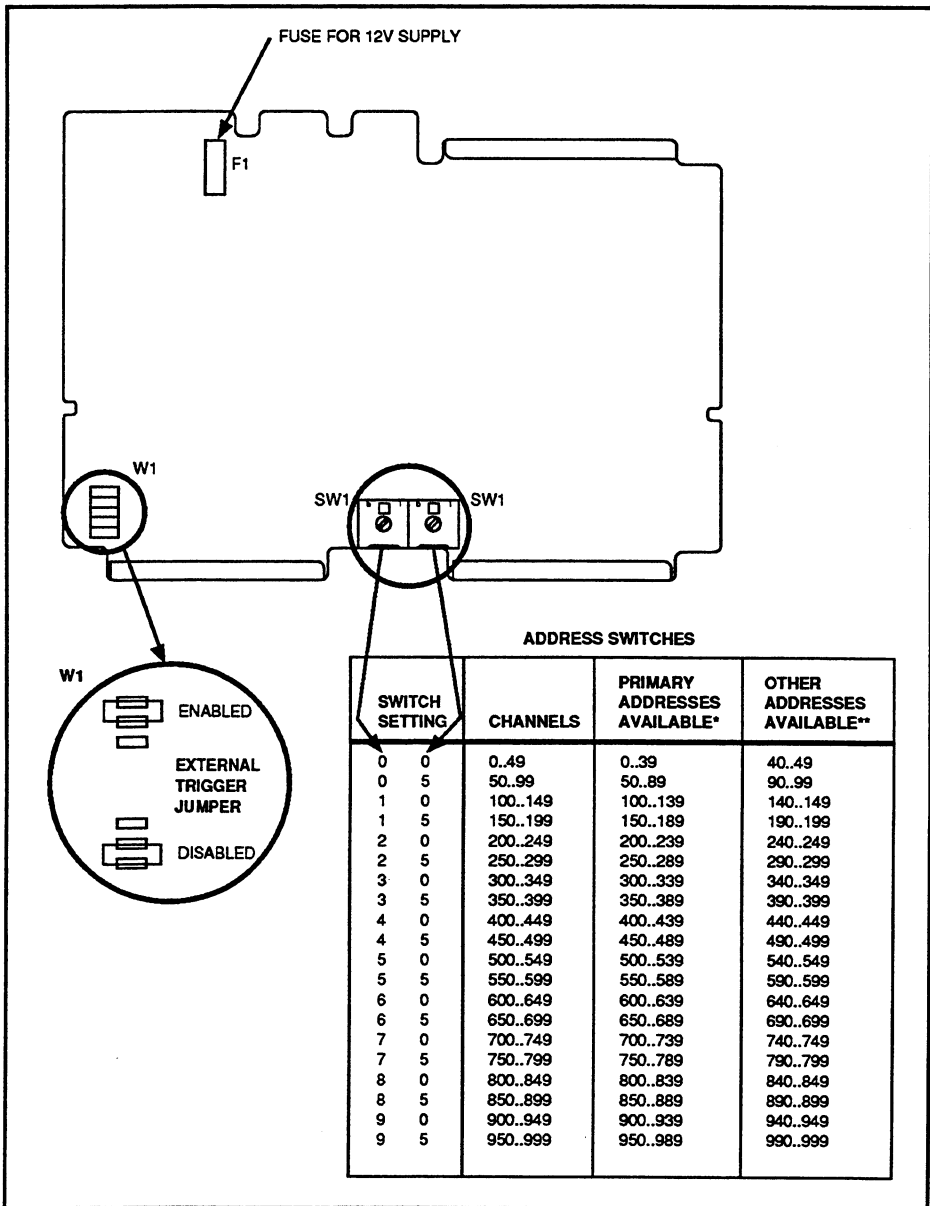 FUSE FOR 12V SUPPLY
F1
W1
SW1 SW1
ADDRESS SWITCHES
W1
ENABLED
EXTERNAL
TRIGGER
JUMPER
DISABLED
SWITCH SETTING CHANNELS PRIMARY ADDRESSES AVAILABLE* OTHER ADDRESSES AVAILABLE**
0 0 0..49 0..39 40..49
0 5 50..99 50..89 90..99
1 0 100..149 100..139 140..149
1 5 150..199 150..189 190..199
2 0 200..249 200..239 240..249
2 5 250..299 250..289 290..299
3 0 300..349 300..339 340..349
3 5 350..399 350..389 390..399
4 0 400..449 400..439 440..449
4 5 450..499 450..489 490..499
5 0 500..549 500..539 540..549
5 5 550..599 550..589 590..599
6 0 600..649 600..639 640..649
6 5 650..699 650..689 690..699
7 0 700..749 700..739 740..749
7 5 750..799 750..789 790..799
8 0 800..849 800..839 840..849
8 5 850..899 850..889 890..899
9 0 900..949 900..939 940..949
9 5 950..999 950..989 990..999